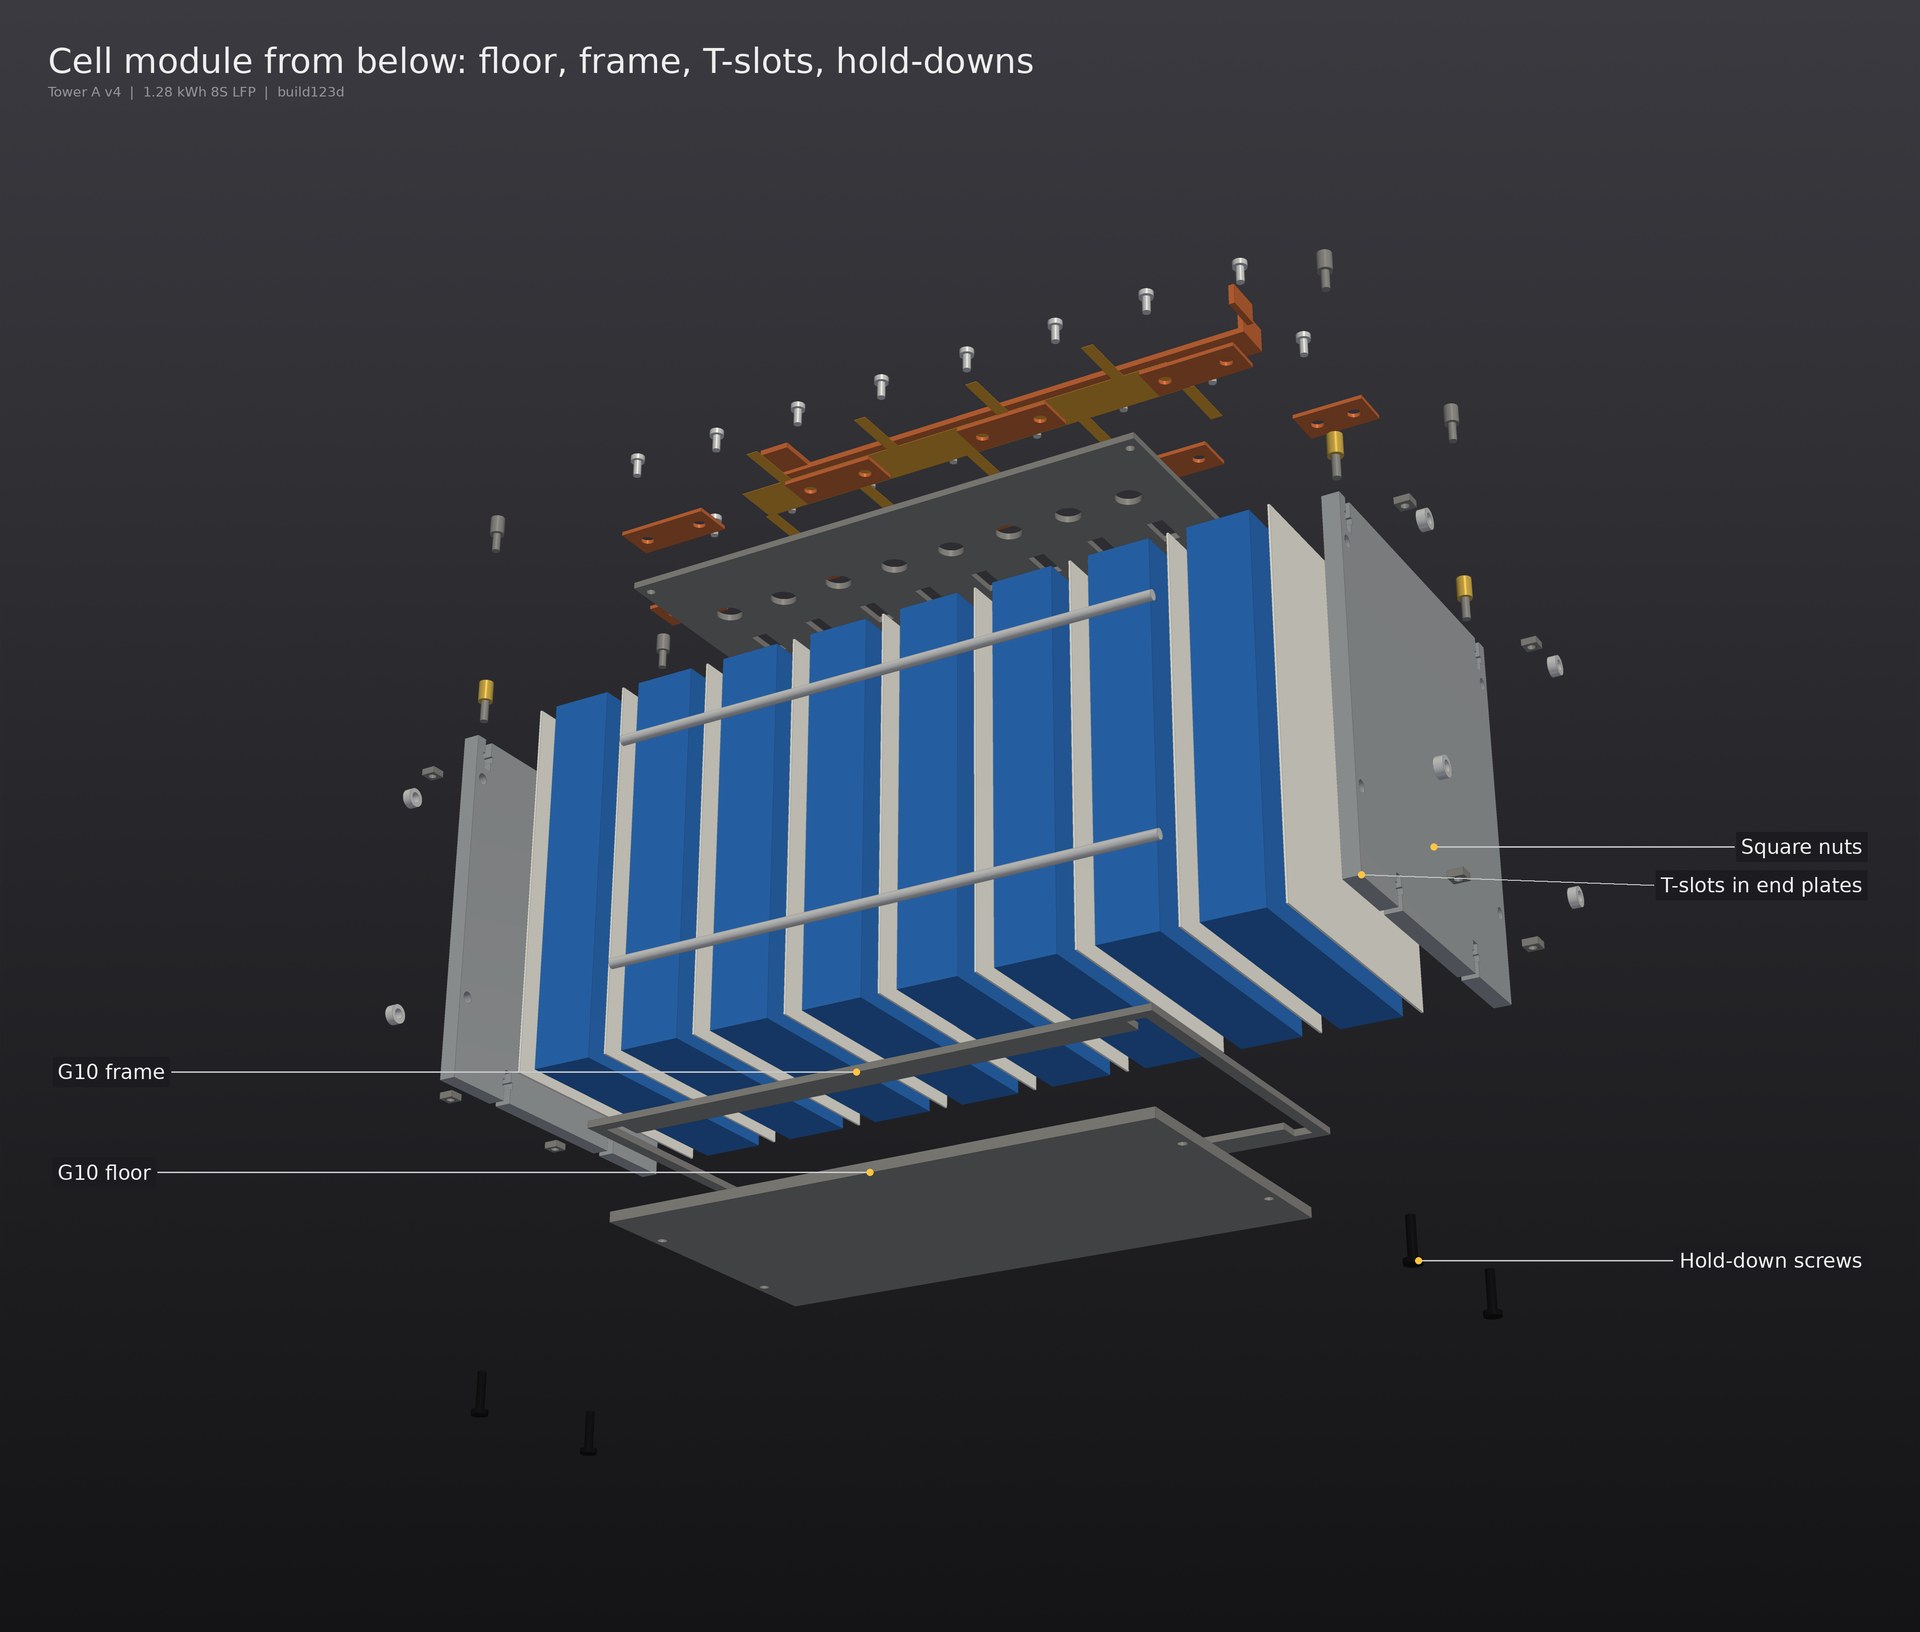 Cell module from below: floor, frame, T-slots, hold-downs
Tower A v4 | 1.28 kWh 8S LFP | build123d
Square nuts
T-slots in end plates
G10 frame
G10 floor
Hold-down screws